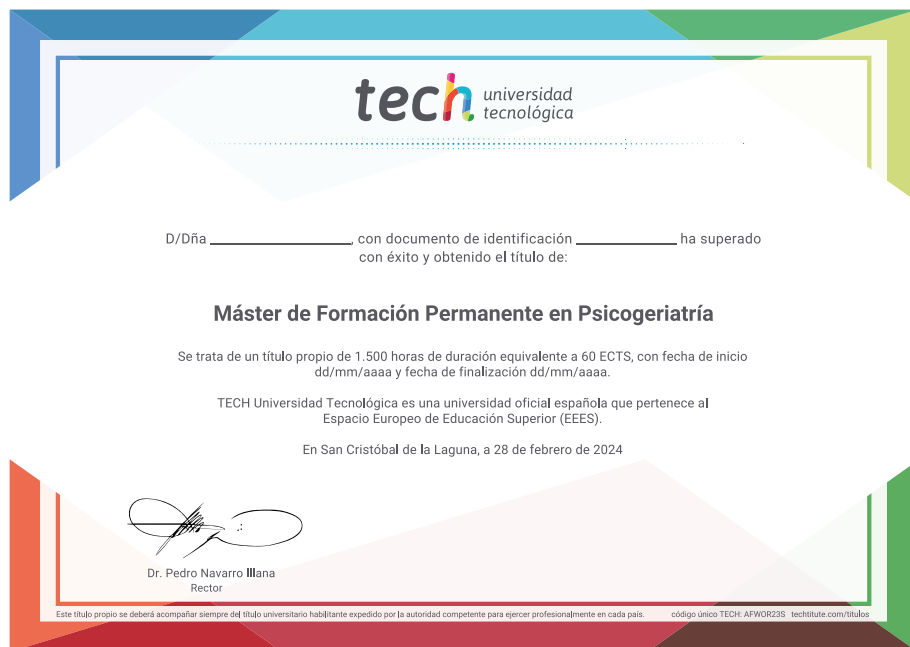 tech universidad
tecnológica
D/Dña ____________________, con documento de identificación ______________ ha superado
con éxito y obtenido el título de:
Máster de Formación Permanente en Psicogeriatría
Se trata de un título propio de 1.500 horas de duración equivalente a 60 ECTS, con fecha de inicio
dd/mm/aaaa y fecha de finalización dd/mm/aaaa.
TECH Universidad Tecnológica es una universidad oficial española que pertenece al
Espacio Europeo de Educación Superior (EEES).
En San Cristóbal de la Laguna, a 28 de febrero de 2024
Dr. Pedro Navarro Illana
Rector
Este título propio se deberá acompañar siempre del título universitario habilitante expedido por la autoridad competente para ejercer profesionalmente en cada país. código único TECH: AFWOR23S techtitute.com/titulos